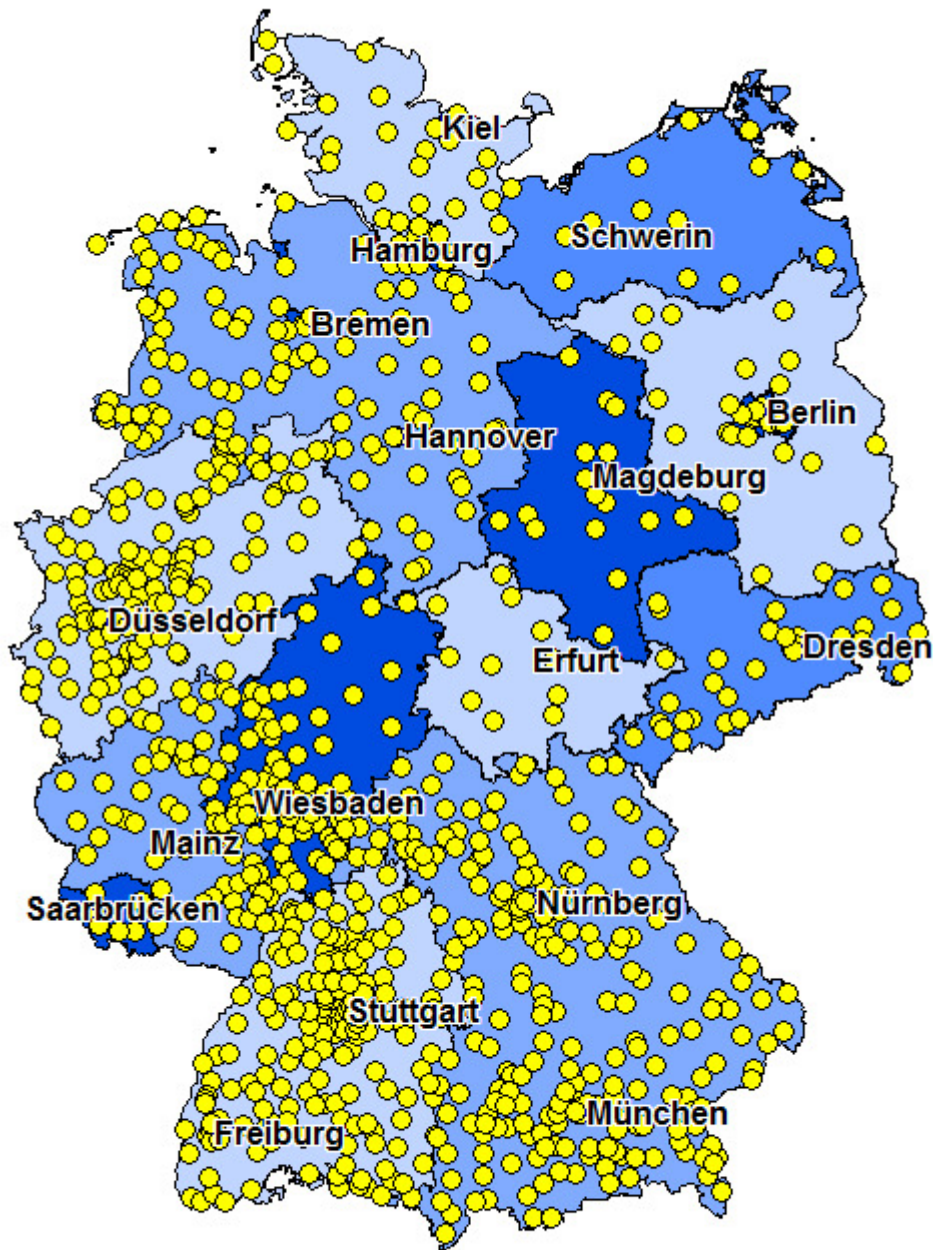 Kiel
Schwerin
Hamburg
Bremen
Berlin
Hannover
Magdeburg
Düsseldorf
Dresden
Erfurt
Wiesbaden
Mainz
Nürnberg
Saarbrücken
Stuttgart
München
Freiburg